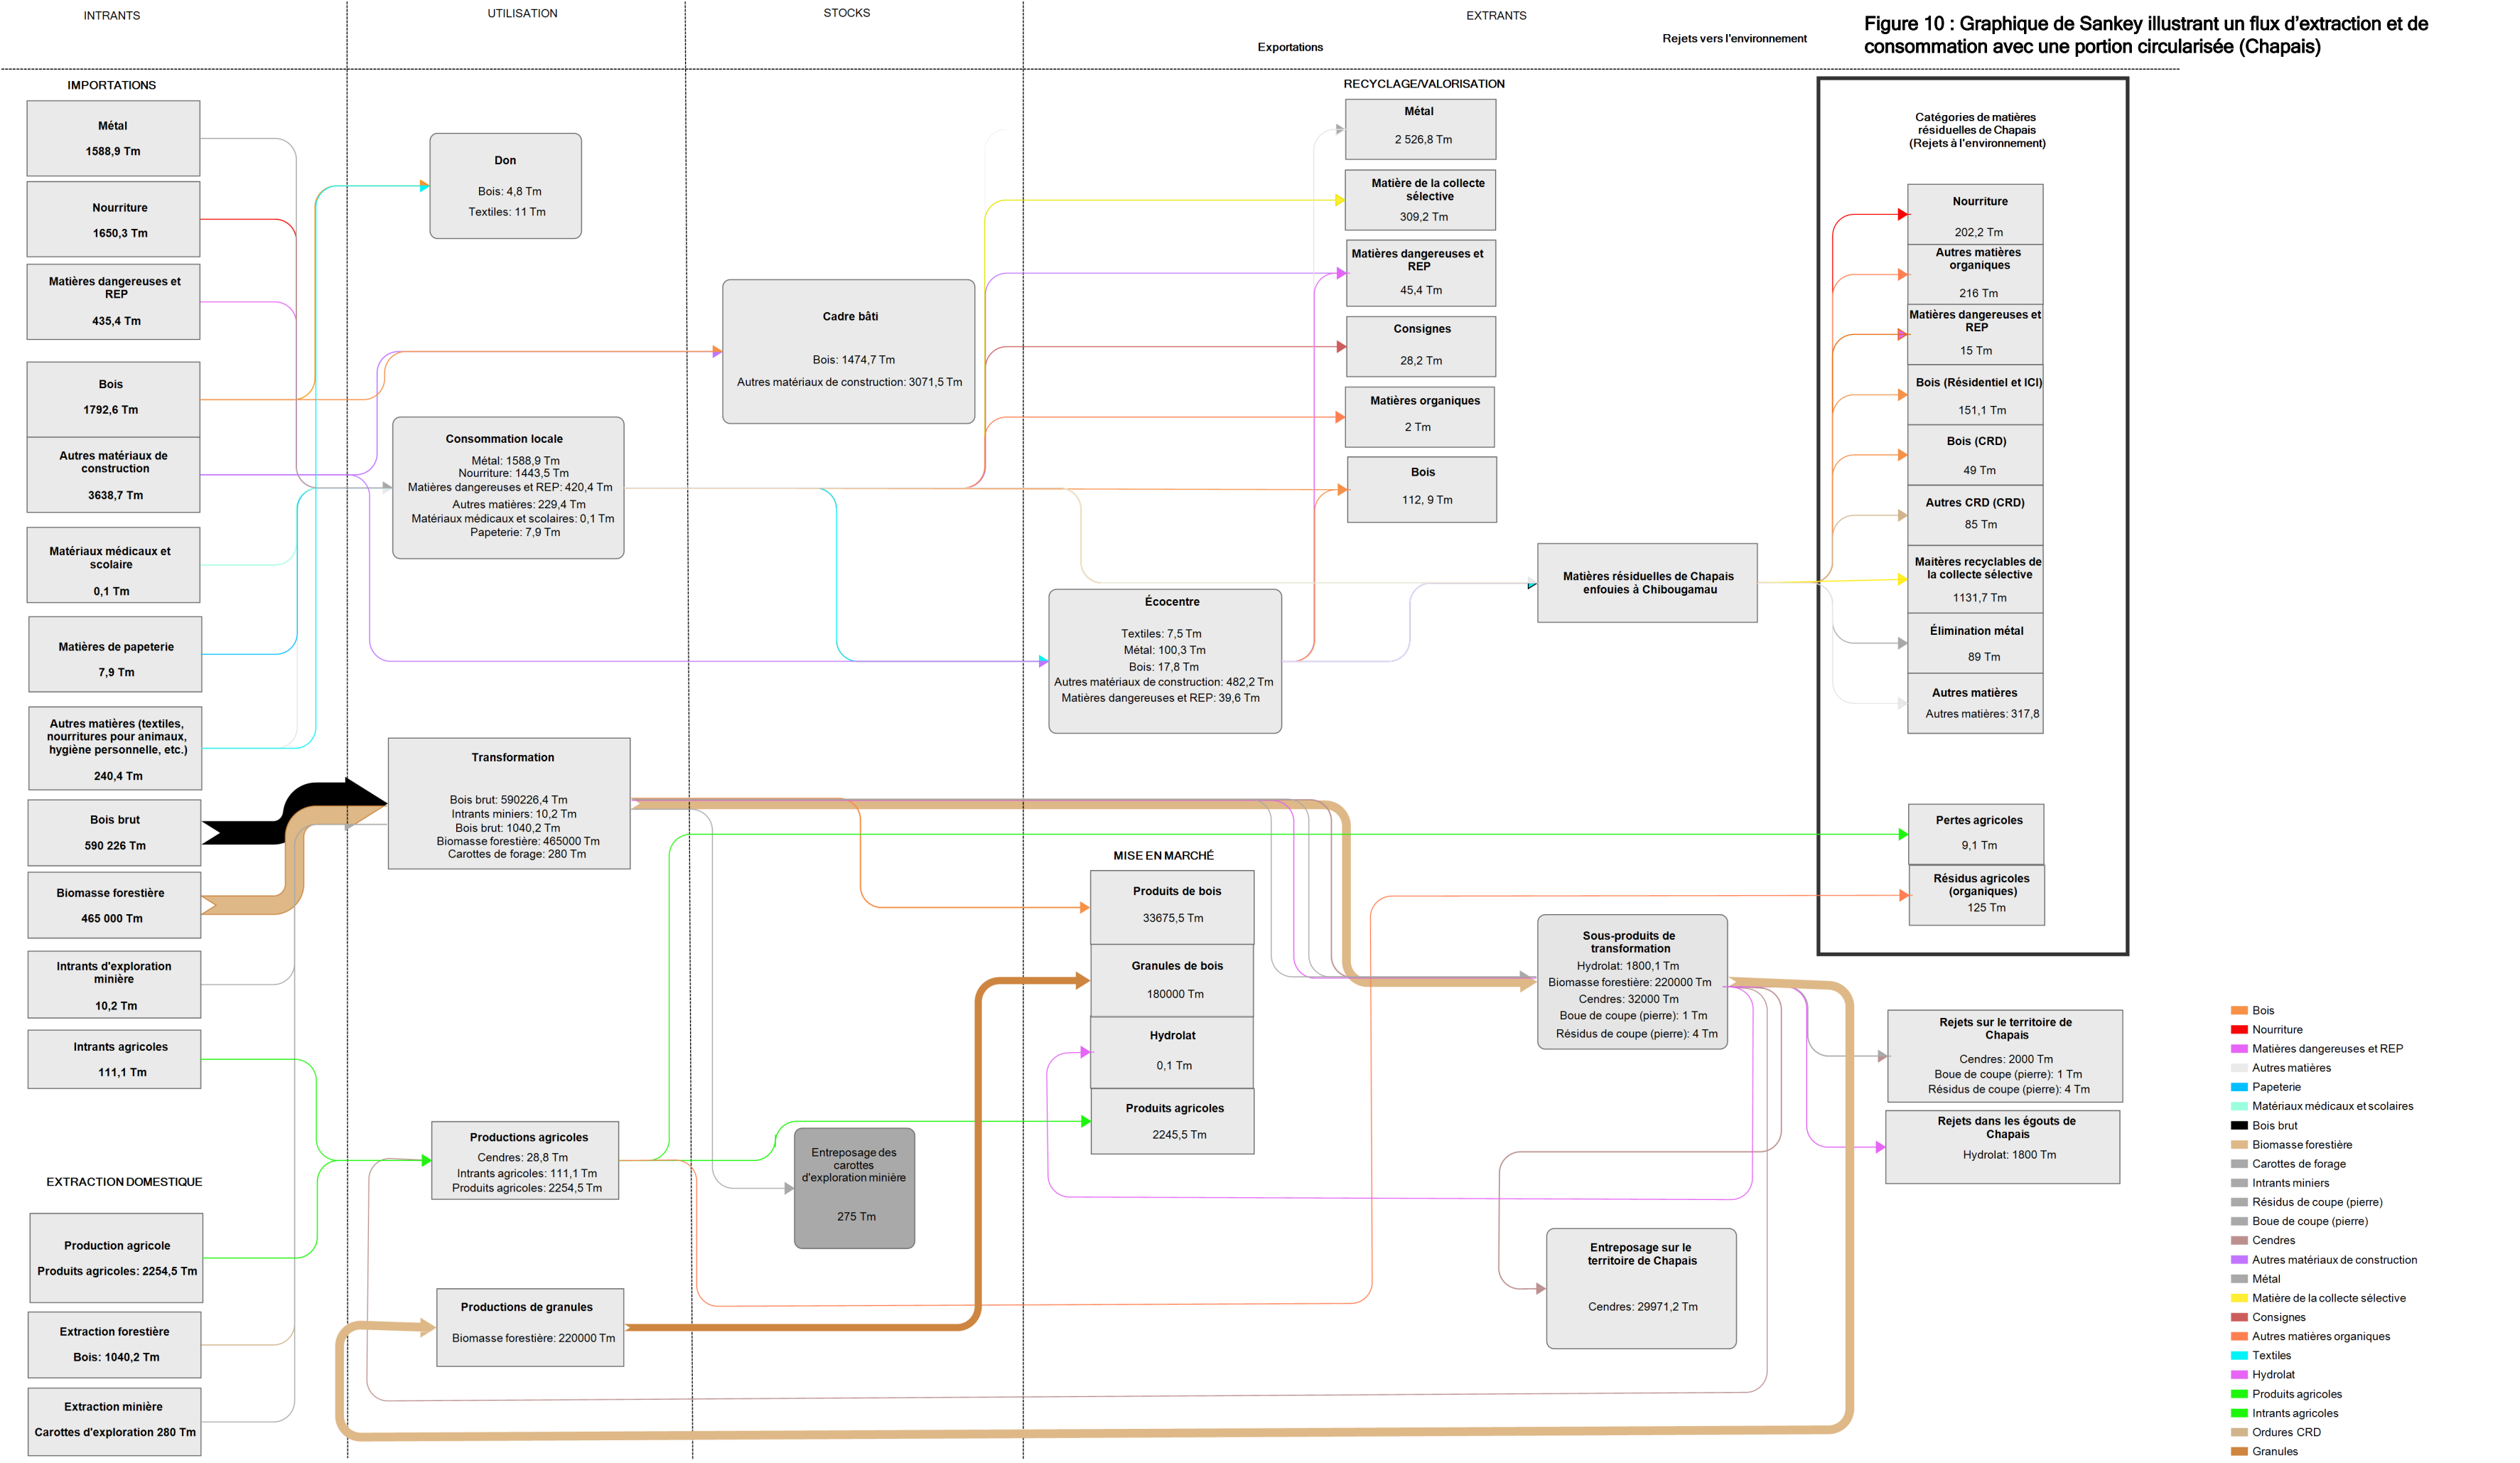 INTRANTS
UTILISATION
STOCKS
EXTRANTS
Exportations
Rejets vers l'environnement
Figure 10 : Graphique de Sankey illustrant un flux d’extraction et de
consommation avec une portion circularisée (Chapais)
IMPORTATIONS
Métal
1588,9 Tm
Nourriture
1650,3 Tm
Matières dangereuses et
REP
435,4 Tm
Bois
1792,6 Tm
Autres matériaux de
construction
3638,7 Tm
Matériaux médicaux et
scolaire
0,1 Tm
Matières de papeterie
7,9 Tm
Autres matières (textiles,
nourritures pour animaux,
hygiène personnelle, etc.)
240,4 Tm
Bois brut
590 226 Tm
Biomasse forestière
465 000 Tm
Intrants d'exploration
minière
10,2 Tm
Intrants agricoles
111,1 Tm
EXTRACTION DOMESTIQUE
Production agricole
Produits agricoles: 2254,5 Tm
Extraction forestière
Bois: 1040,2 Tm
Extraction minière
Carottes d'exploration 280 Tm
Don
Bois: 4,8 Tm
Textiles: 11 Tm
Consommation locale
Métal: 1588,9 Tm
Nourriture: 1443,5 Tm
Matières dangereuses et REP: 420,4 Tm
Autres matières: 229,4 Tm
Matériaux médicaux et scolaires: 0,1 Tm
Papeterie: 7,9 Tm
Transformation
Bois brut: 590226,4 Tm
Intrants miniers: 10,2 Tm
Bois brut: 1040,2 Tm
Biomasse forestière: 465000 Tm
Carottes de forage: 280 Tm
Productions agricoles
Cendres: 28,8 Tm
Intrants agricoles: 111,1 Tm
Produits agricoles: 2254,5 Tm
Productions de granules
Biomasse forestière: 220000 Tm
Cadre bâti
Bois: 1474,7 Tm
Autres matériaux de construction: 3071,5 Tm
Entreposage des
carottes
d'exploration minière
275 Tm
Écocentre
Textiles: 7,5 Tm
Métal: 100,3 Tm
Bois: 17,8 Tm
Autres matériaux de construction: 482,2 Tm
Matières dangereuses et REP: 39,6 Tm
MISE EN MARCHÉ
Produits de bois
33675,5 Tm
Granules de bois
180000 Tm
Hydrolat
0,1 Tm
Produits agricoles
2245,5 Tm
RECYCLAGE/VALORISATION
Métal
2 526,8 Tm
Matière de la collecte
sélective
309,2 Tm
Matières dangereuses et
REP
45,4 Tm
Consignes
28,2 Tm
Matières organiques
2 Tm
Bois
112, 9 Tm
Matières résiduelles de Chapais
enfouies à Chibougamau
Sous-produits de
transformation
Hydrolat: 1800,1 Tm
Biomasse forestière: 220000 Tm
Cendres: 32000 Tm
Boue de coupe (pierre): 1 Tm
Résidus de coupe (pierre): 4 Tm
Entreposage sur le
territoire de Chapais
Cendres: 29971,2 Tm
Catégories de matières
résiduelles de Chapais
(Rejets à l'environnement)
Nourriture
202,2 Tm
Autres matières
organiques
216 Tm
Matières dangereuses et
REP
15 Tm
Bois (Résidentiel et ICI)
151,1 Tm
Bois (CRD)
49 Tm
Autres CRD (CRD)
85 Tm
Maitères recyclables de
la collecte sélective
1131,7 Tm
Élimination métal
89 Tm
Autres matières
Autres matières: 317,8
Pertes agricoles
9,1 Tm
Résidus agricoles
(organiques)
125 Tm
Rejets sur le territoire de
Chapais
Cendres: 2000 Tm
Boue de coupe (pierre): 1 Tm
Résidus de coupe (pierre): 4 Tm
Rejets dans les égouts de
Chapais
Hydrolat: 1800 Tm
Bois
Nourriture
Matières dangereuses et REP
Autres matières
Papeterie
Matériaux médicaux et scolaires
Bois brut
Biomasse forestière
Carottes de forage
Intrants miniers
Résidus de coupe (pierre)
Boue de coupe (pierre)
Cendres
Autres matériaux de construction
Métal
Matière de la collecte sélective
Consignes
Autres matières organiques
Textiles
Hydrolat
Produits agricoles
Intrants agricoles
Ordures CRD
Granules